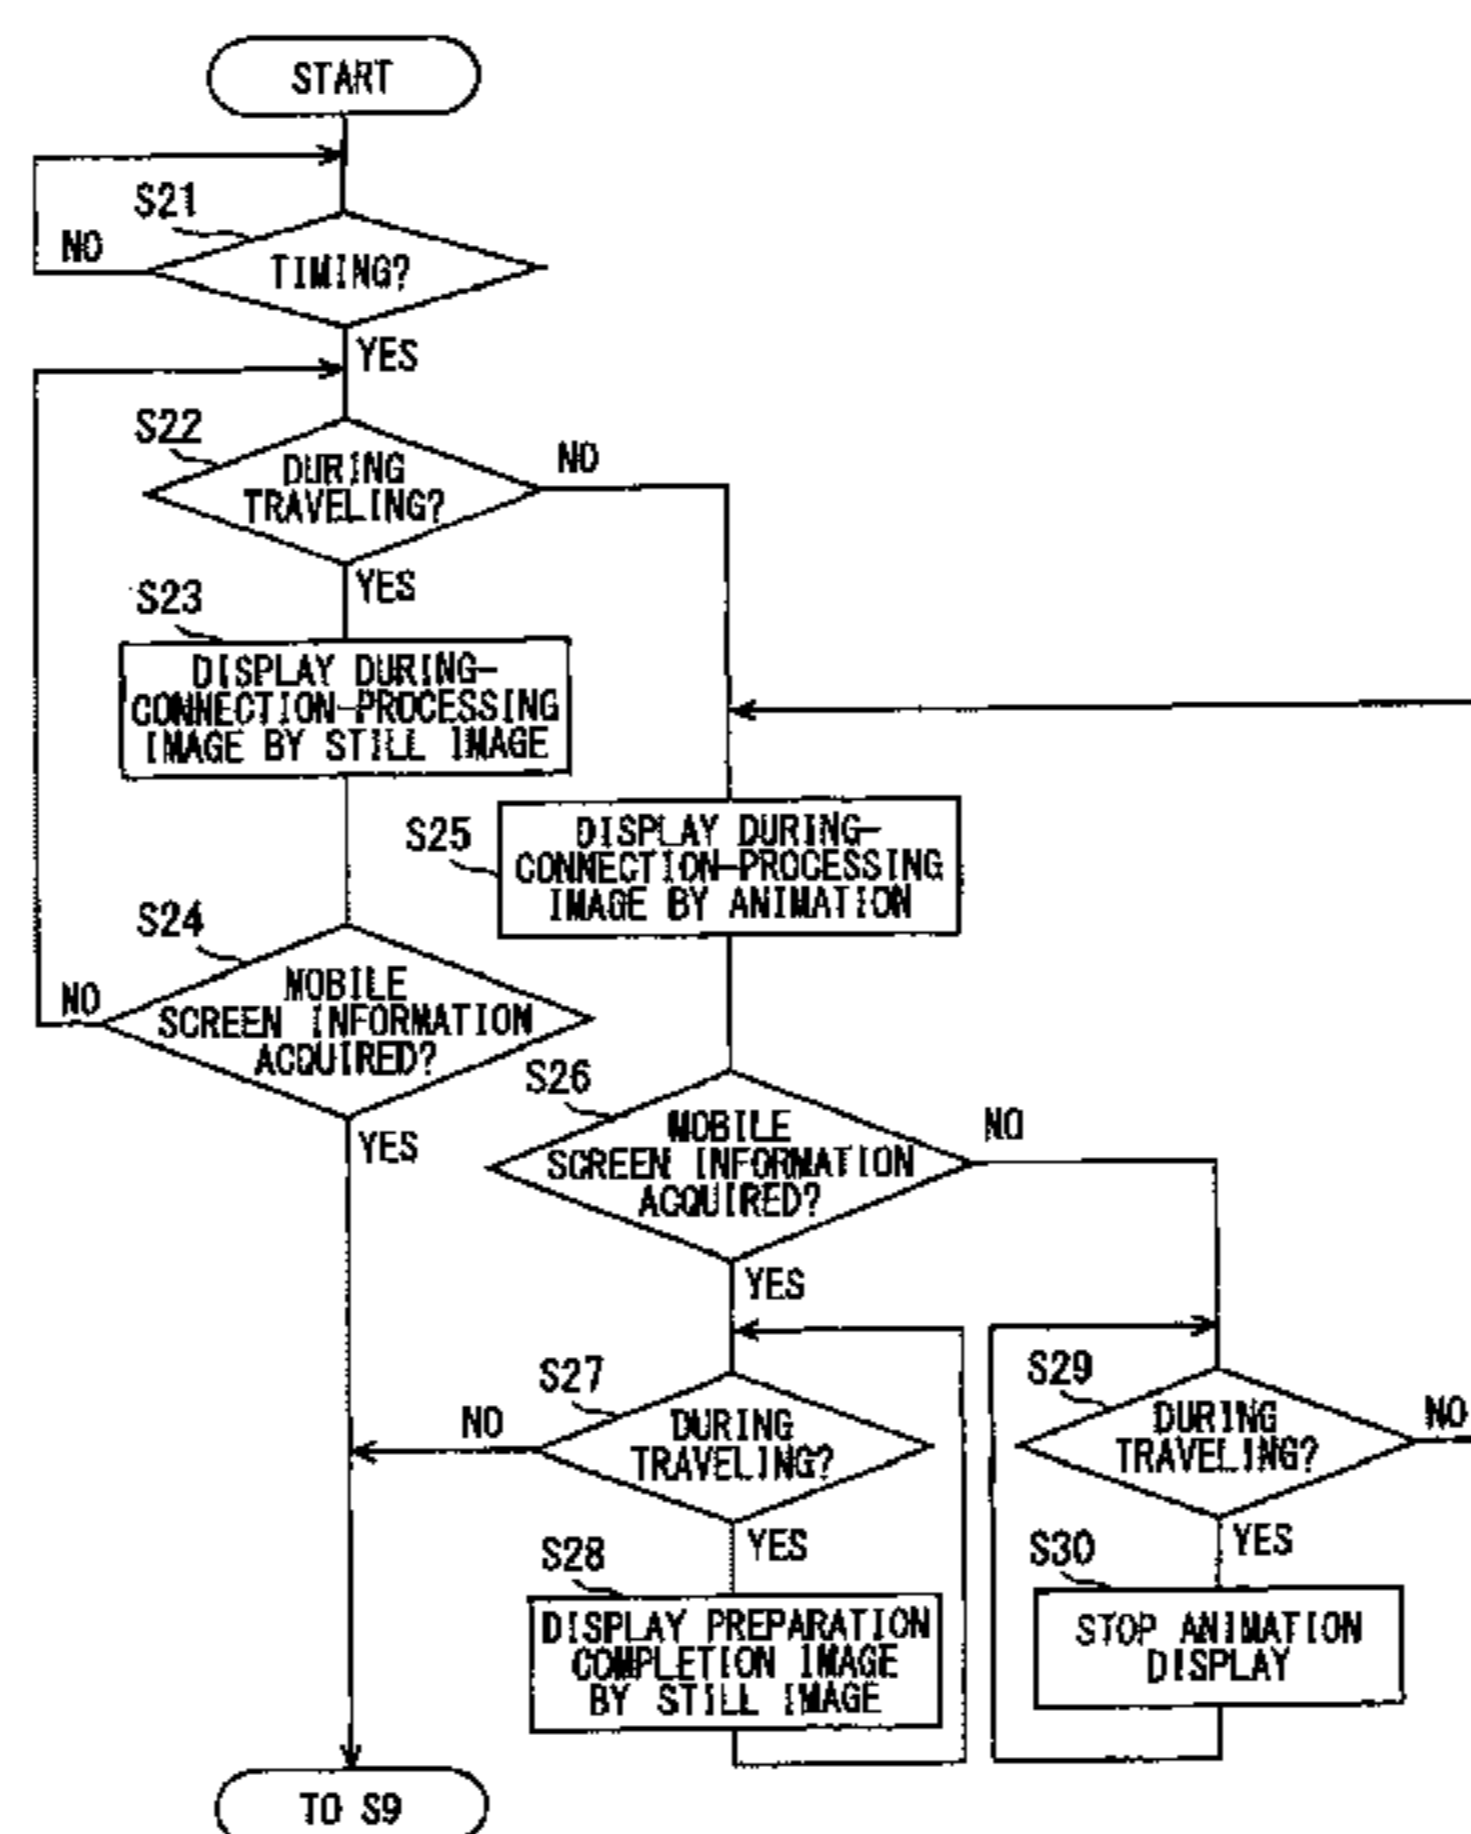 START
S21
NO
TIMING?
YES
S22
DURING
TRAVELING?
NO
YES
S23
DISPLAY DURING-
CONNECTION-PROCESSING
IMAGE BY STILL IMAGE
S25
DISPLAY DURING-
CONNECTION-PROCESSING
IMAGE BY ANIMATION
S24
NO
MOBILE
SCREEN INFORMATION
ACQUIRED?
YES
S26
MOBILE
SCREEN INFORMATION
ACQUIRED?
NO
YES
S27
NO
DURING
TRAVELING?
YES
S29
DURING
TRAVELING?
NO
YES
S28
DISPLAY PREPARATION
COMPLETION IMAGE
BY STILL IMAGE
S30
STOP ANIMATION
DISPLAY
TO S9